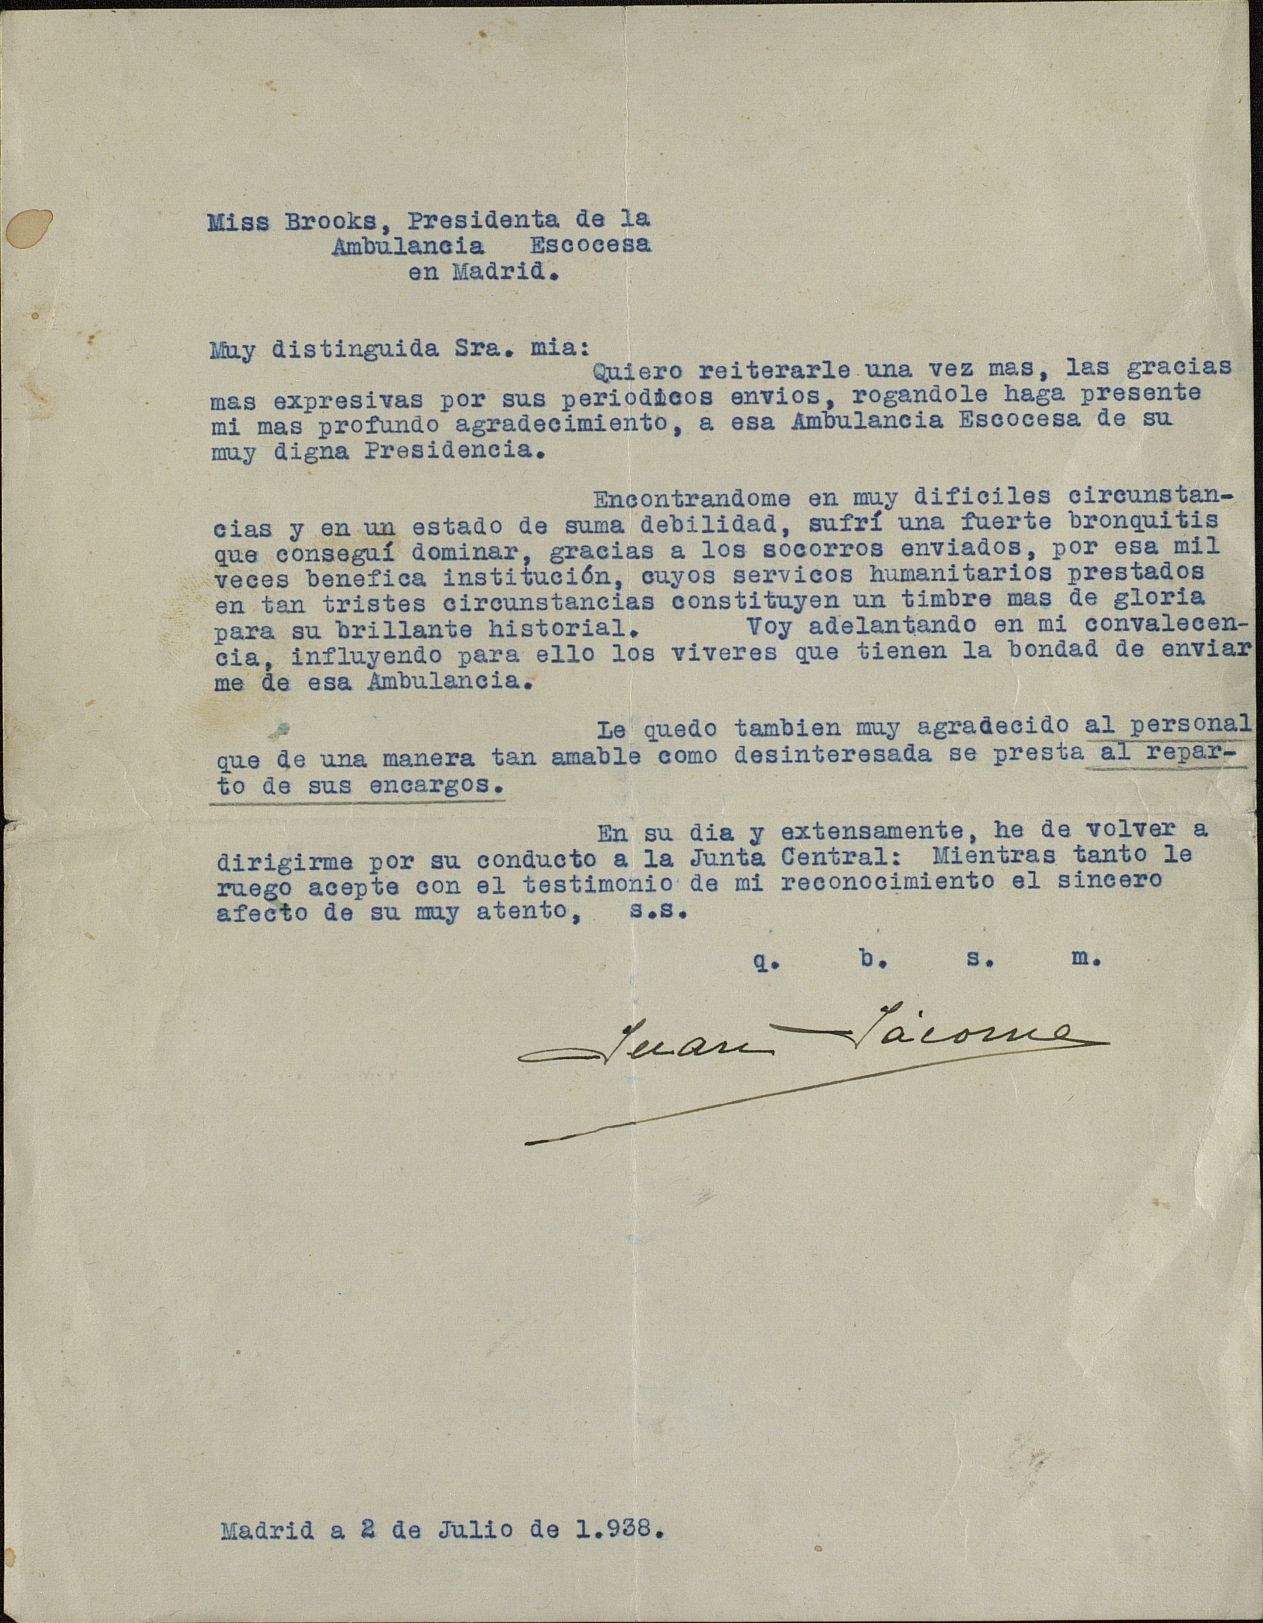 Miss Brooks, Presidenta de la
Ambulancia Escocesa
en Madrid.
Muy distinguida Sra. mia:
Quiero reiterarle una vez mas, las gracias
mas expresivas por sus periodicos envios, rogandole haga presente
mi mas profundo agradecimiento, a esa Ambulancia Escocesa de su
muy digna Presidencia.
Encontrandome en muy dificiles circunstan-
cias y en un estado de suma debilidad, sufrí una fuerte bronquitis
que conseguí dominar, gracias a los socorros enviados, por esa mil
veces benefica institución, cuyos servicos humanitarios prestados
en tan tristes circunstancias constituyen un timbre mas de gloria
para su brillante historial. Voy adelantando en mi convalecen-
cia, influyendo para ello los viveres que tienen la bondad de enviar
me de esa Ambulancia.
Le quedo tambien muy agradecido al personal
que de una manera tan amable como desinteresada se presta al repar-
to de sus encargos.
En su dia y extensamente, he de volver a
dirigirme por su conducto a la Junta Central: Mientras tanto le
ruego acepte con el testimonio de mi reconocimiento el sincero
afecto de su muy atento, s.s.
q. b. s. m.
Juan Jácome
Madrid a 2 de Julio de 1.938.